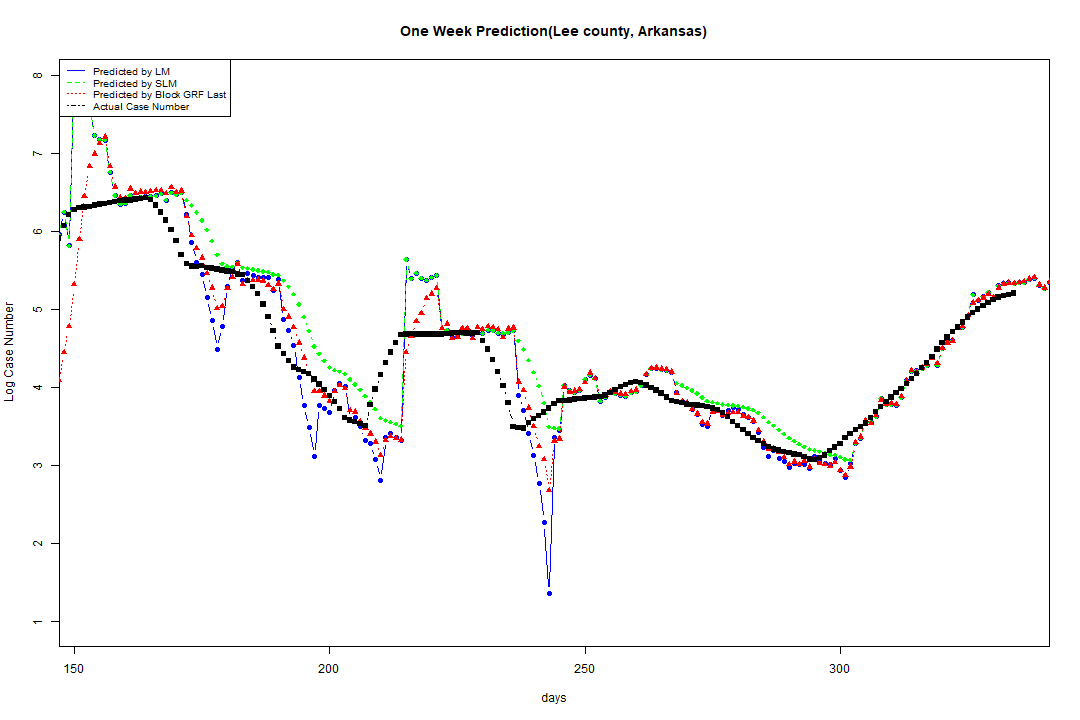 One Week Prediction(Lee county, Arkansas)
Predicted by LM
Predicted by SLM
Predicted by Block GRF Last
Actual Case Number
8
7
6
5
4
3
2
1
Log Case Number
150 200 250 300
days